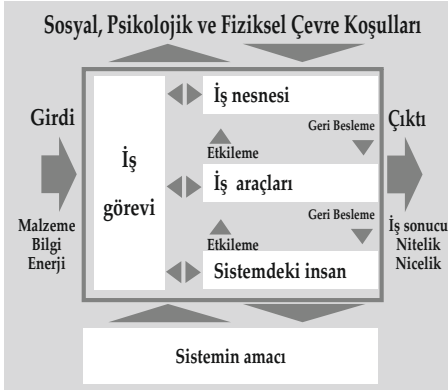 Sosyal, Psikolojik ve Fiziksel Çevre Koşulları
Girdi
Malzeme
Bilgi
Enerji
İş
görevi
İş nesnesi
Etkileme
Geri Besleme
İş araçları
Etkileme
Geri Besleme
Sistemdeki insan
Çıktı
İş sonucu
Nitelik
Nicelik
Sistemin amacı